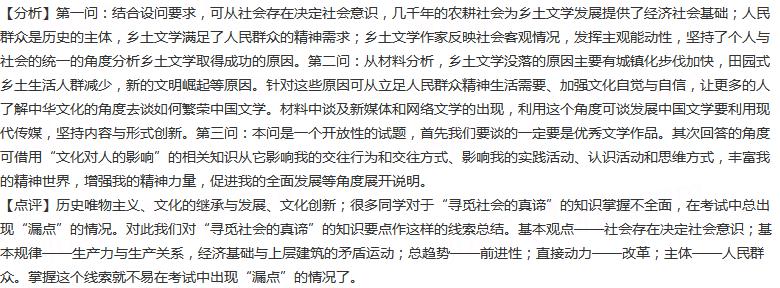 【分析】第一问：结合设问要求，可从社会存在决定社会意识，几千年的农耕社会为乡土文学发展提供了经济社会基础；人民
群众是历史的主体，乡土文学满足了人民群众的精神需求；乡土文学作家反映社会客观情况，发挥主观能动性，坚持了个人与
社会的统一的角度分析乡土文学取得成功的原因。第二问：从材料分析，乡土文学没落的原因主要有城镇化步伐加快，田园式
乡土生活人群减少，新的文明崛起等原因。针对这些原因可从立足人民群众精神生活需要、加强文化自觉与自信，让更多的人
了解中华文化的角度去谈如何繁荣中国文学。材料中谈及新媒体和网络文学的出现，利用这个角度可谈发展中国文学要利用现
代传媒，坚持内容与形式创新。第三问：本问是一个开放性的试题，首先我们要谈的一定要是优秀文学作品。其次回答的角度
可借用“文化对人的影响”的相关知识从它影响我的交往行为和交往方式、影响我的实践活动、认识活动和思维方式，丰富我
的精神世界，增强我的精神力量，促进我的全面发展等角度展开说明。
【点评】历史唯物主义、文化的继承与发展、文化创新；很多同学对于“寻觅社会的真谛”的知识掌握不全面，在考试中总出
现“漏点”的情况。对此我们对“寻觅社会的真谛”的知识要点作这样的线索总结。基本观点——社会存在决定社会意识；基
本规律——生产力与生产关系，经济基础与上层建筑的矛盾运动；总趋势——前进性；直接动力——改革；主体——人民群
众。掌握这个线索就不易在考试中出现“漏点”的情况了。